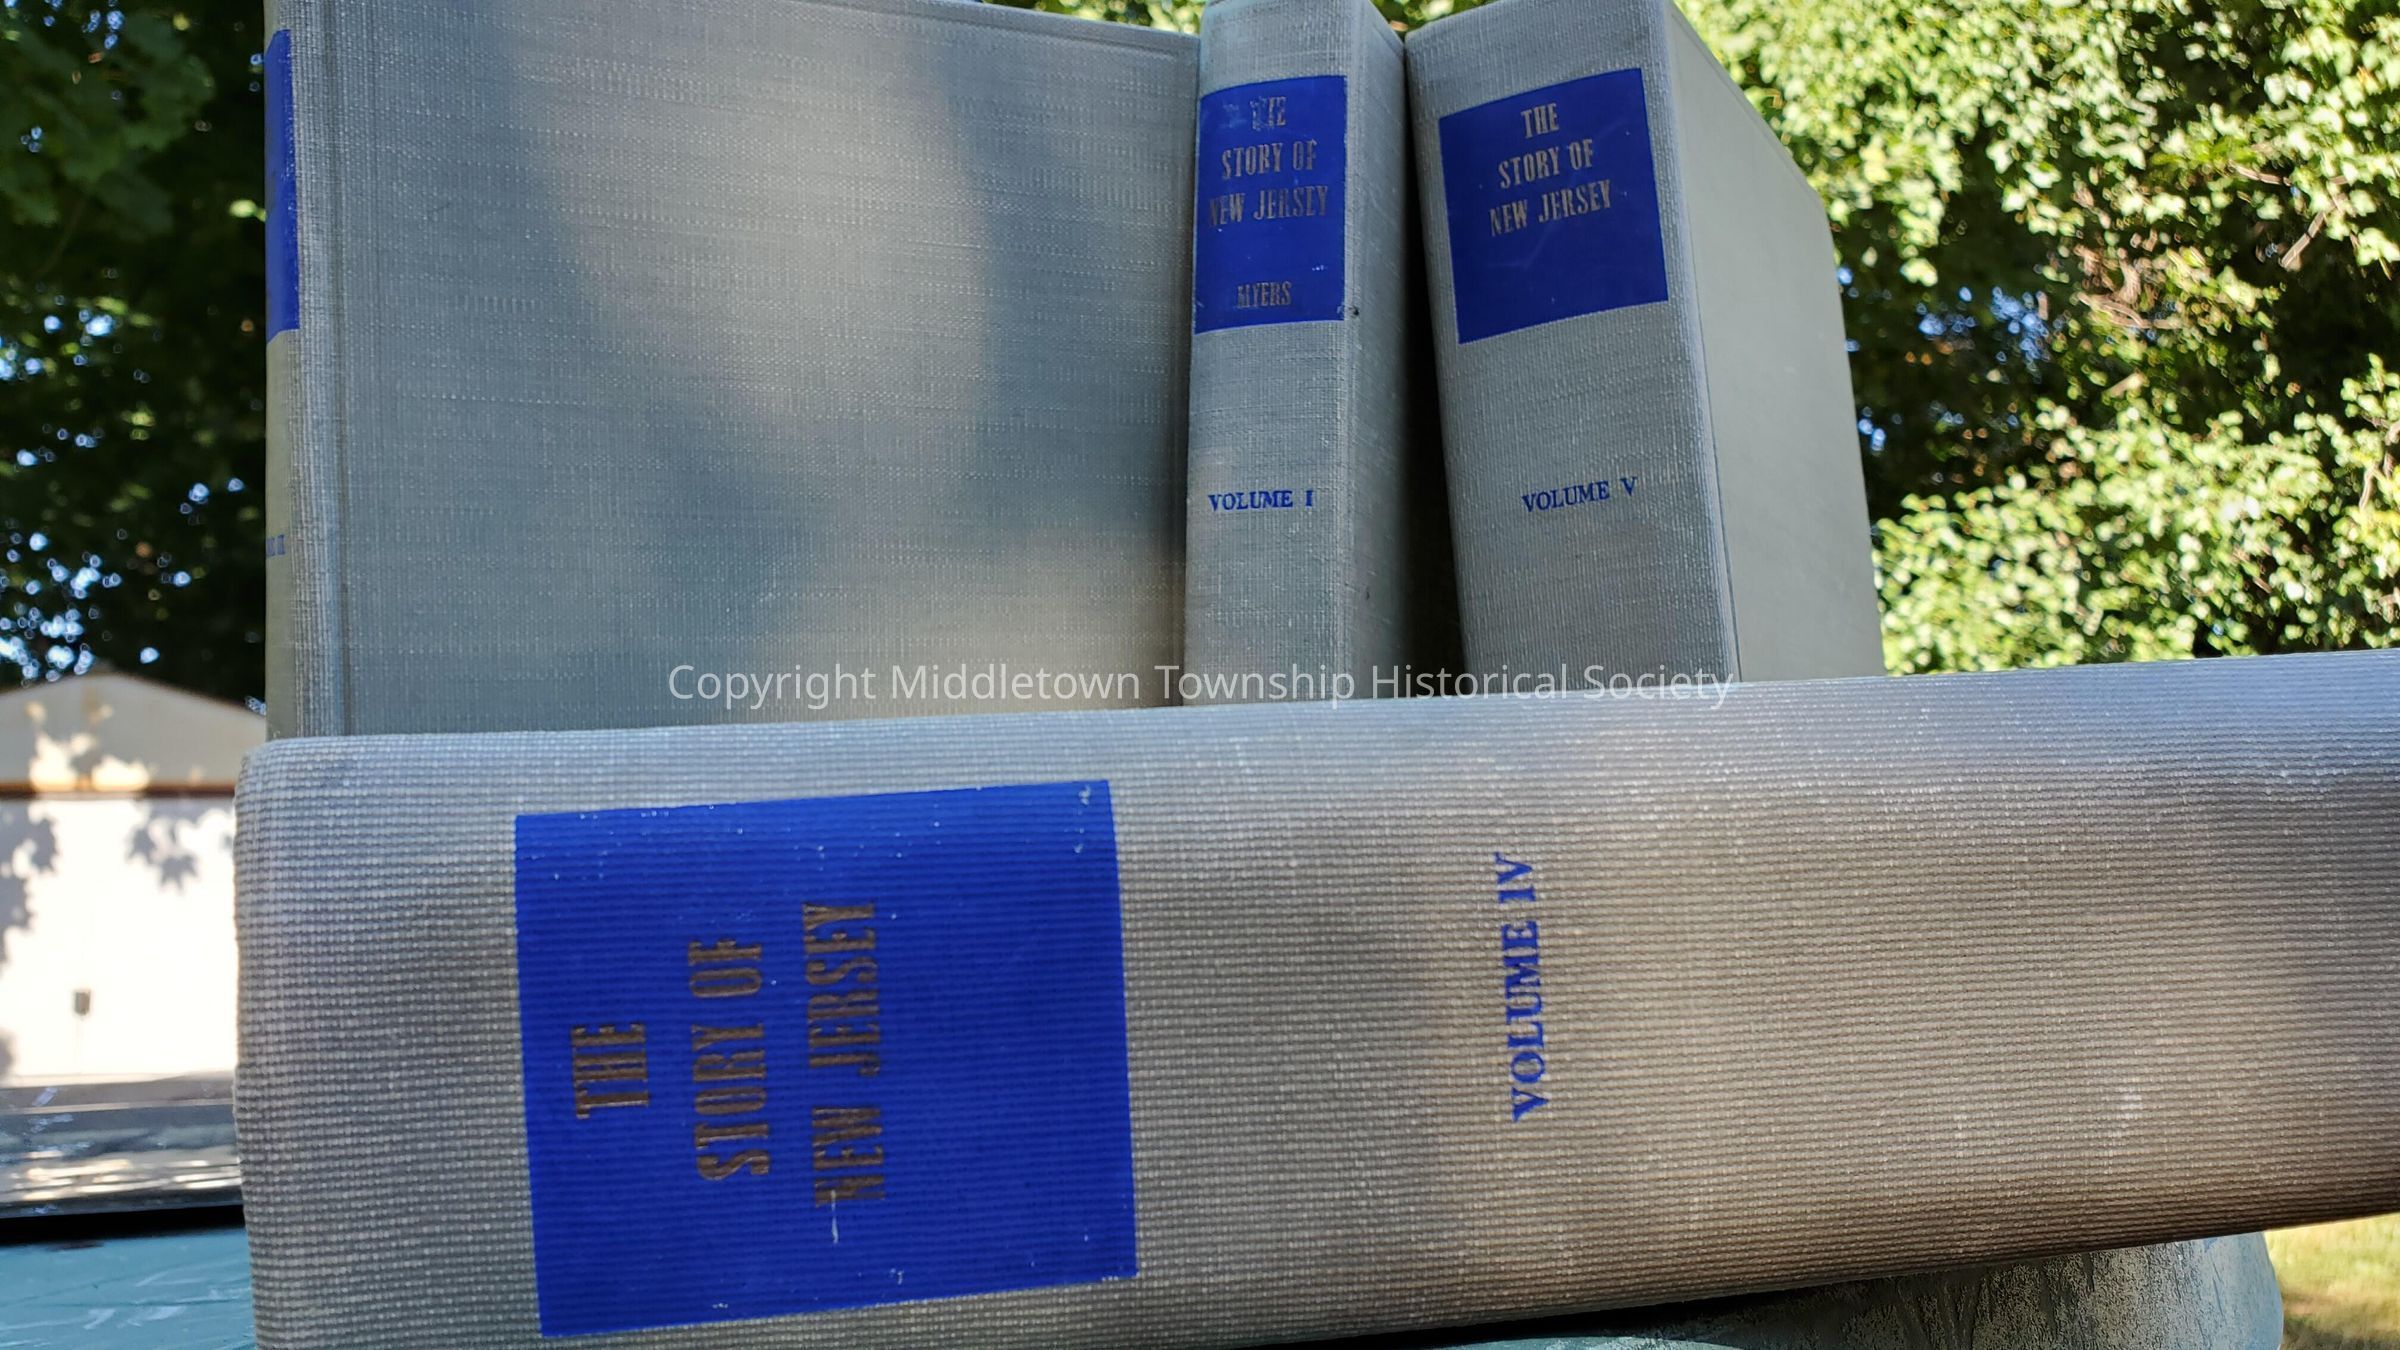 THE
STORY OF
NEW JERSEY
MYERS
VOLUME I
THE
STORY OF
NEW JERSEY
VOLUME V
Copyright Middletown Township Historical Society
THE
STORY OF
NEW JERSEY
VOLUME IV